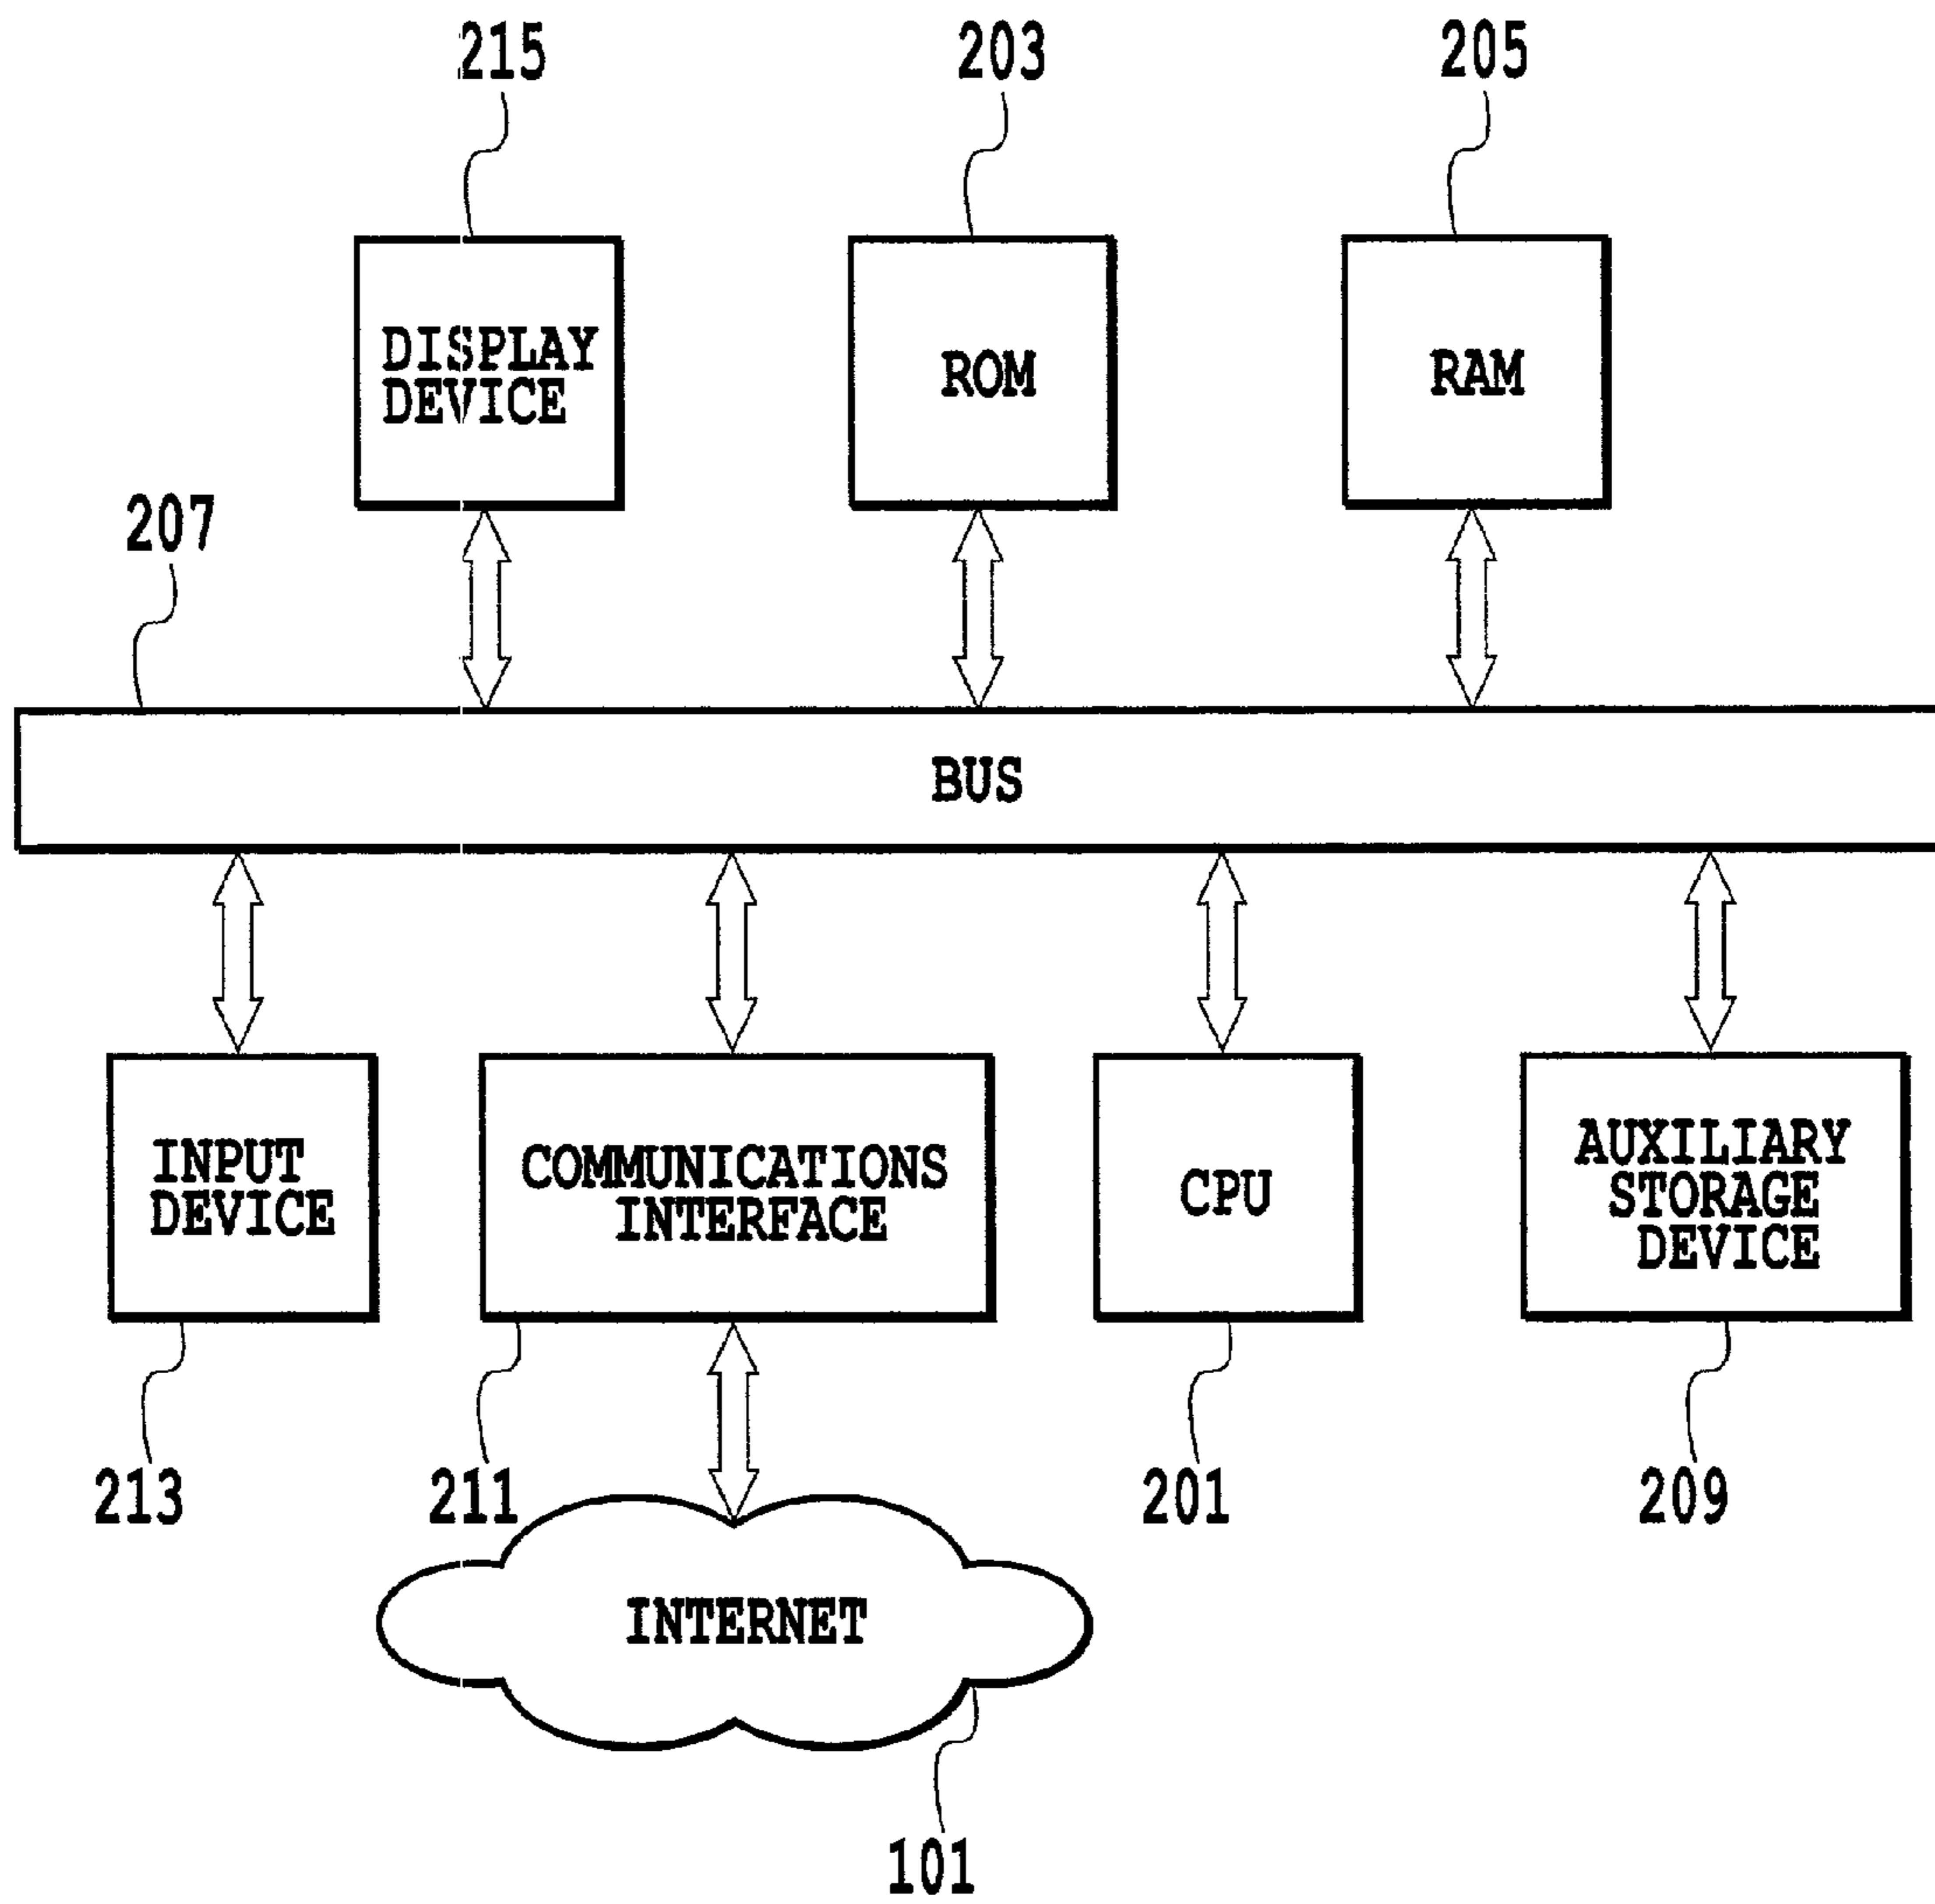 215
203
205
DISPLAY
DEVICE
ROM
RAM
207
BUS
INPUT
DEVICE
COMMUNICATIONS
INTERFACE
CPU
AUXILIARY
STORAGE
DEVICE
213
211
201
209
INTERNET
101